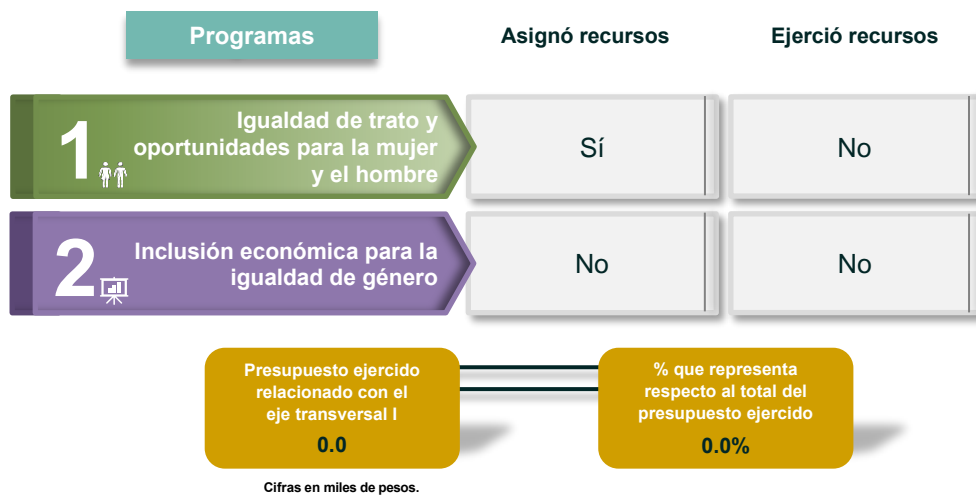 Programas
Asignó recursos
Ejerció recursos
1
Igualdad de trato y
oportunidades para la mujer
y el hombre
Sí
No
2
Inclusión económica para la
igualdad de género
No
No
Presupuesto ejercido
relacionado con el
eje transversal I
0.0
% que representa
respecto al total del
presupuesto ejercido
0.0%
Cifras en miles de pesos.